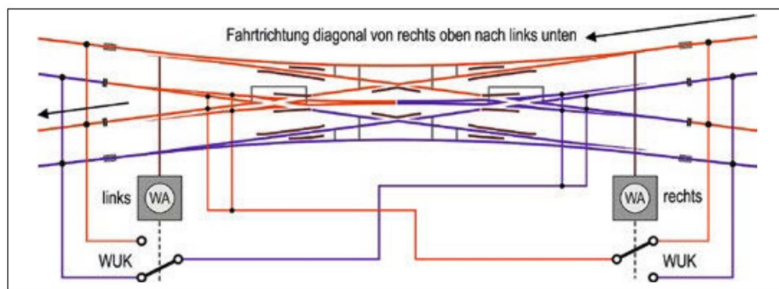 Fahrtrichtung diagonal von rechts oben nach links unten
links
WA
WA
rechts
WUK
WUK